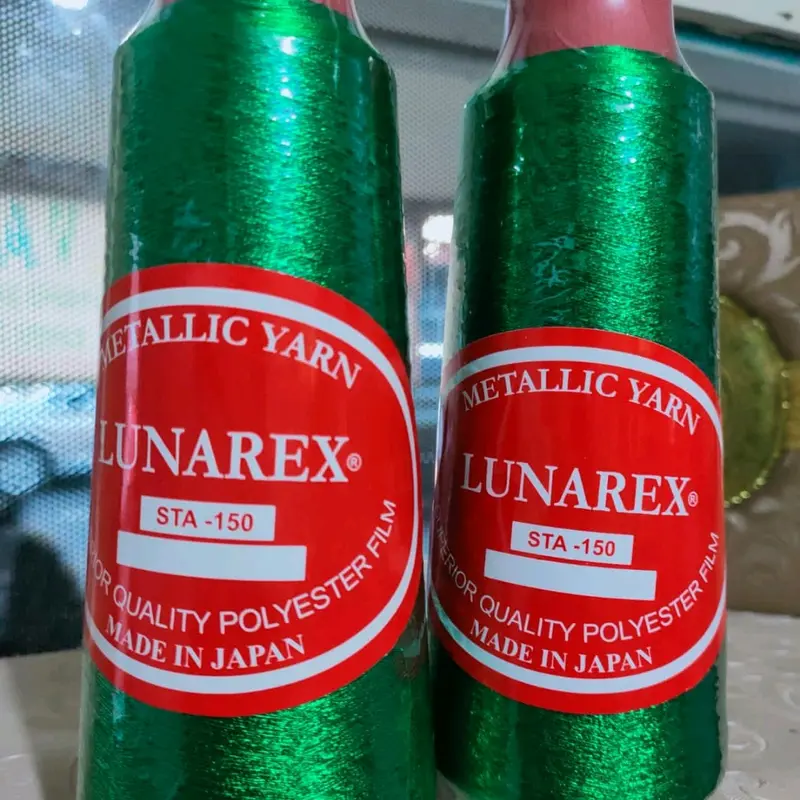 METALLIC YARN
LUNAREX®
STA -150
QUALITY POLYESTER FILM
MADE IN JAPAN
METALLIC YARN
LUNAREX®
STA -150
QUALITY POLYESTER FILM
MADE IN JAPAN